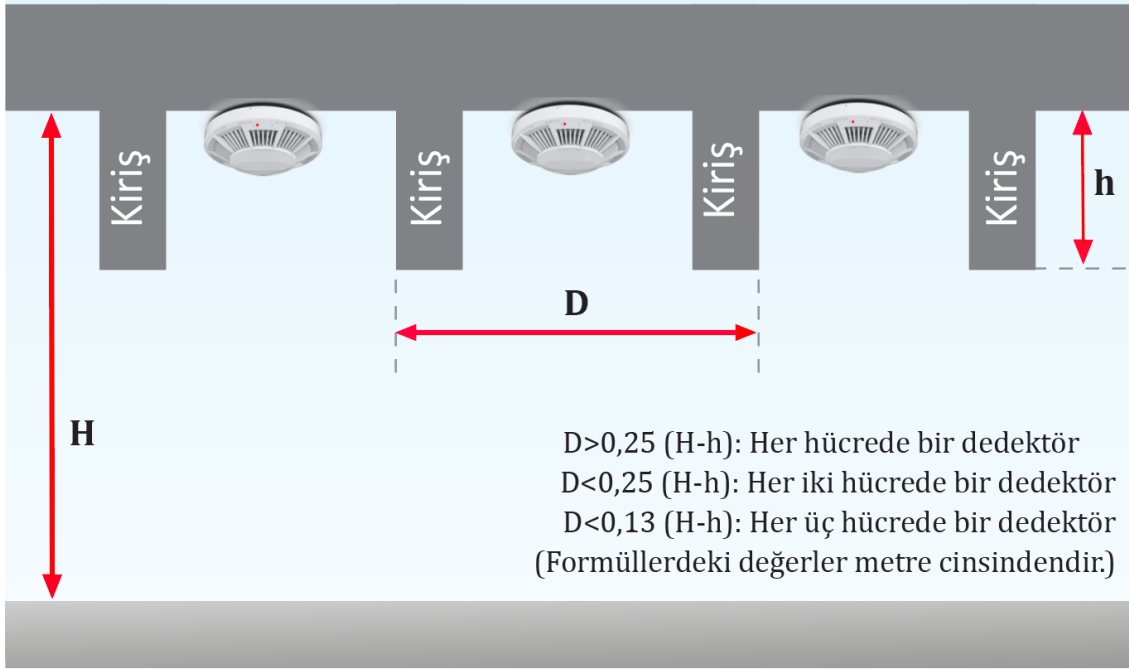 Kiriş
Kiriş
Kiriş
Kiriş
h
D
H
D>0,25 (H-h): Her hücrede bir dedektör
D<0,25 (H-h): Her iki hücrede bir dedektör
D<0,13 (H-h): Her üç hücrede bir dedektör
(Formüllerdeki değerler metre cinsindendir.)